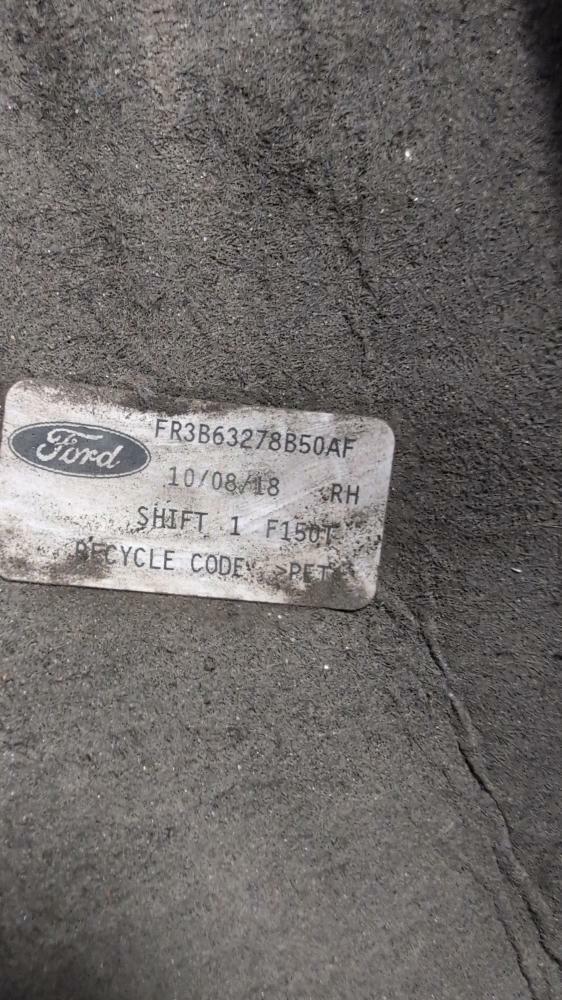 Ford
FR3B63278B50AF
10/08/18 RH
SHIFT 1 F150T
RECYCLE CODE >PET<